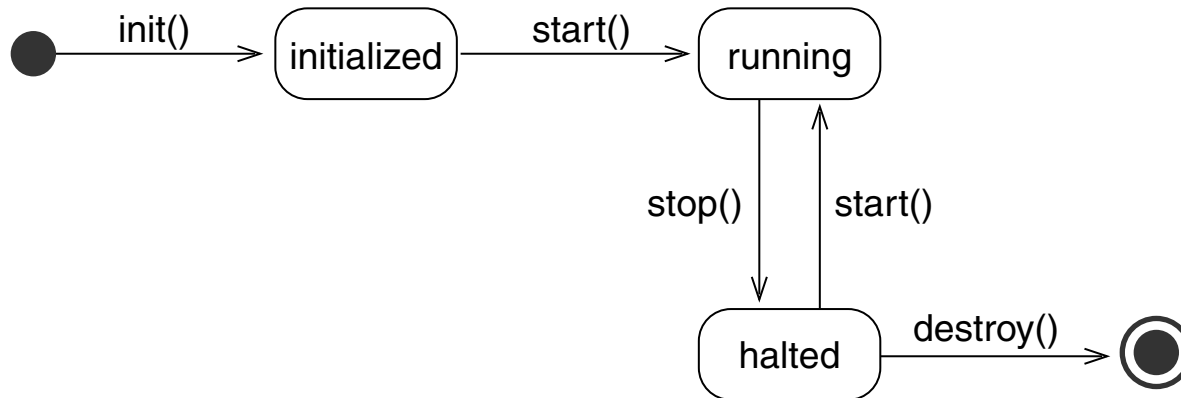 init()
initialized
start()
running
stop()
start()
halted
destroy()